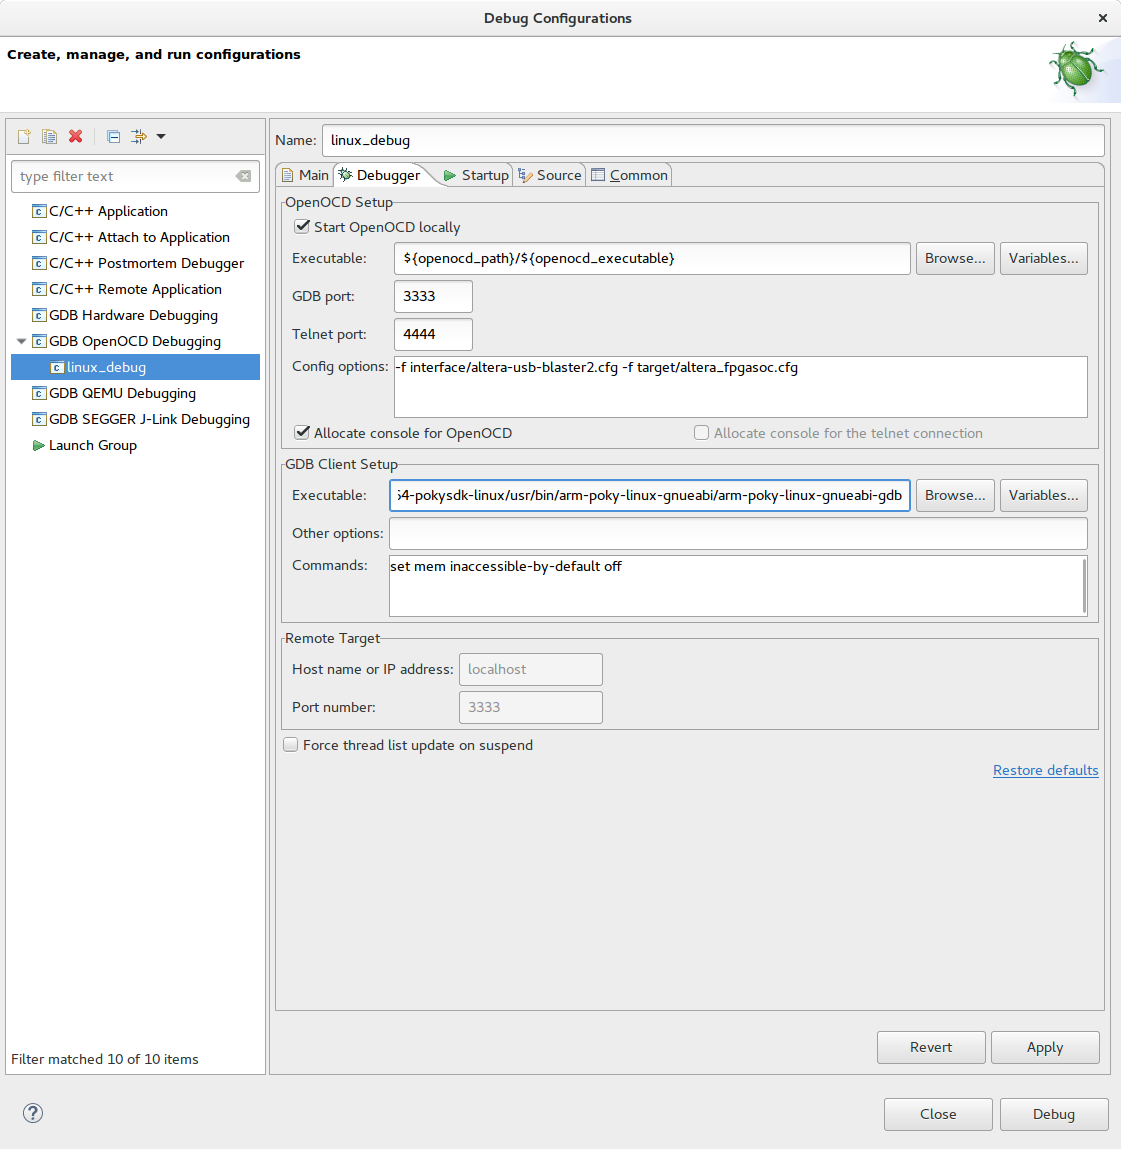 Debug Configurations
Create, manage, and run configurations
type filter text
C/C++ Application
C/C++ Attach to Application
C/C++ Postmortem Debugger
C/C++ Remote Application
GDB Hardware Debugging
GDB OpenOCD Debugging
linux_debug
GDB QEMU Debugging
GDB SEGGER J-Link Debugging
Launch Group
Filter matched 10 of 10 items
Name: linux_debug
Main Debugger Startup Source Common
OpenOCD Setup
Start OpenOCD locally
Executable: ${openocd_path}/${openocd_executable} Browse... Variables...
GDB port: 3333
Telnet port: 4444
Config options: -f interface/altera-usb-blaster2.cfg -f target/altera_fpgasoc.cfg
Allocate console for OpenOCD Allocate console for the telnet connection
GDB Client Setup
Executable: 64-pokysdk-linux/usr/bin/arm-poky-linux-gnueabi/arm-poky-linux-gnueabi-gdb Browse... Variables...
Other options:
Commands: set mem inaccessible-by-default off
Remote Target
Host name or IP address: localhost
Port number: 3333
Force thread list update on suspend
Restore defaults
Revert Apply
Close Debug